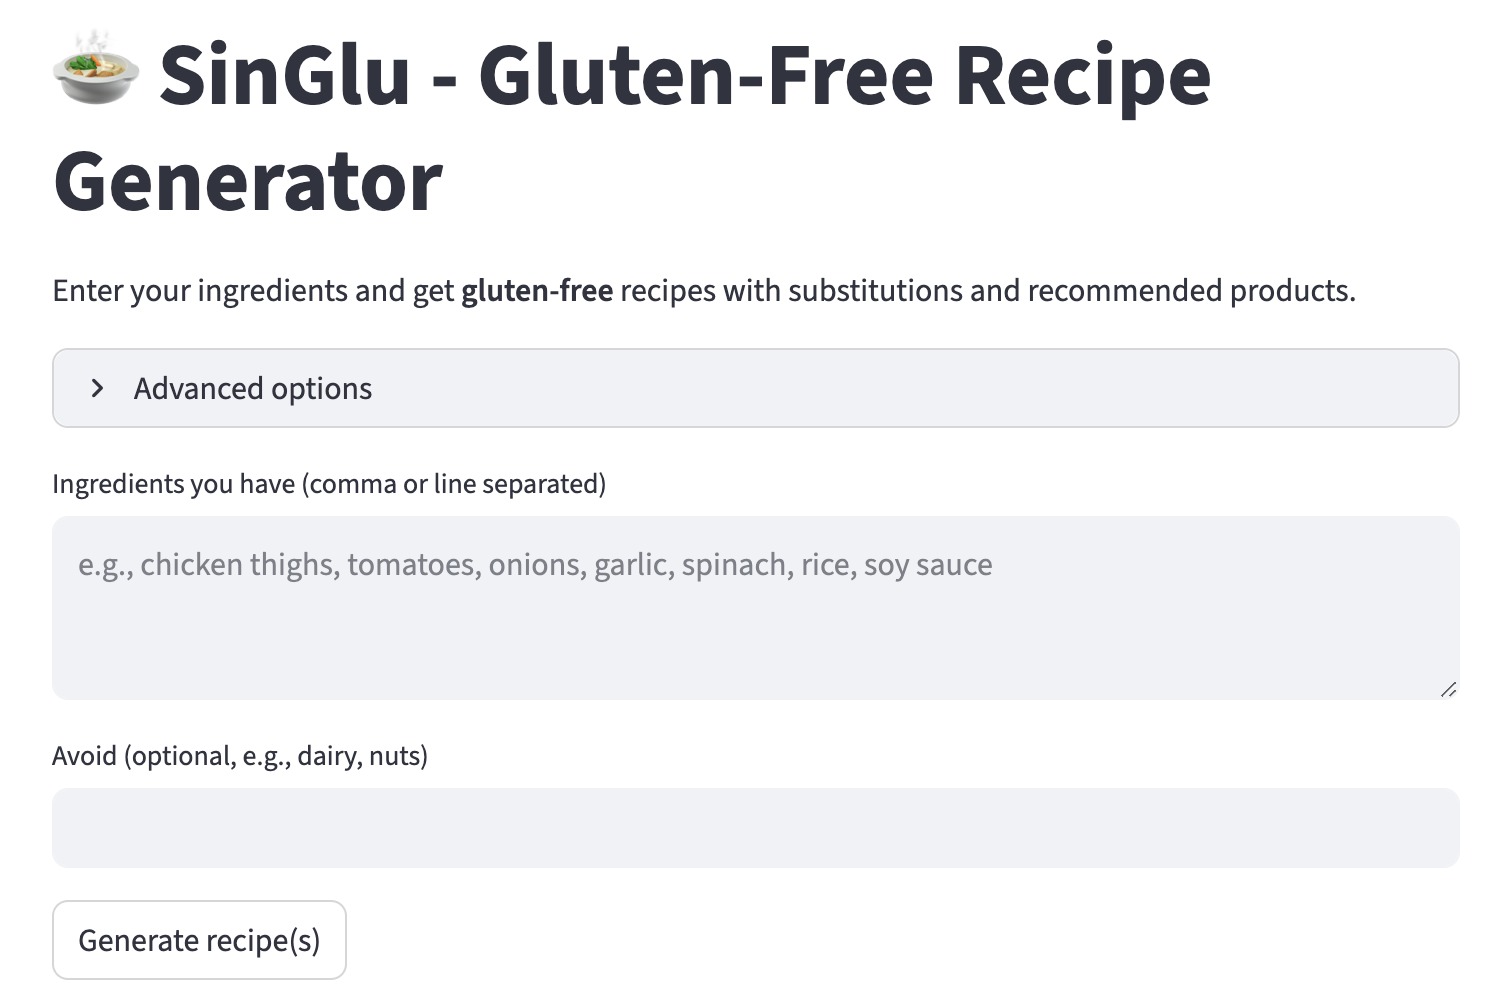 SinGlu - Gluten-Free Recipe
Generator
Enter your ingredients and get gluten-free recipes with substitutions and recommended products.
Advanced options
Ingredients you have (comma or line separated)
e.g., chicken thighs, tomatoes, onions, garlic, spinach, rice, soy sauce
Avoid (optional, e.g., dairy, nuts)
Generate recipe(s)